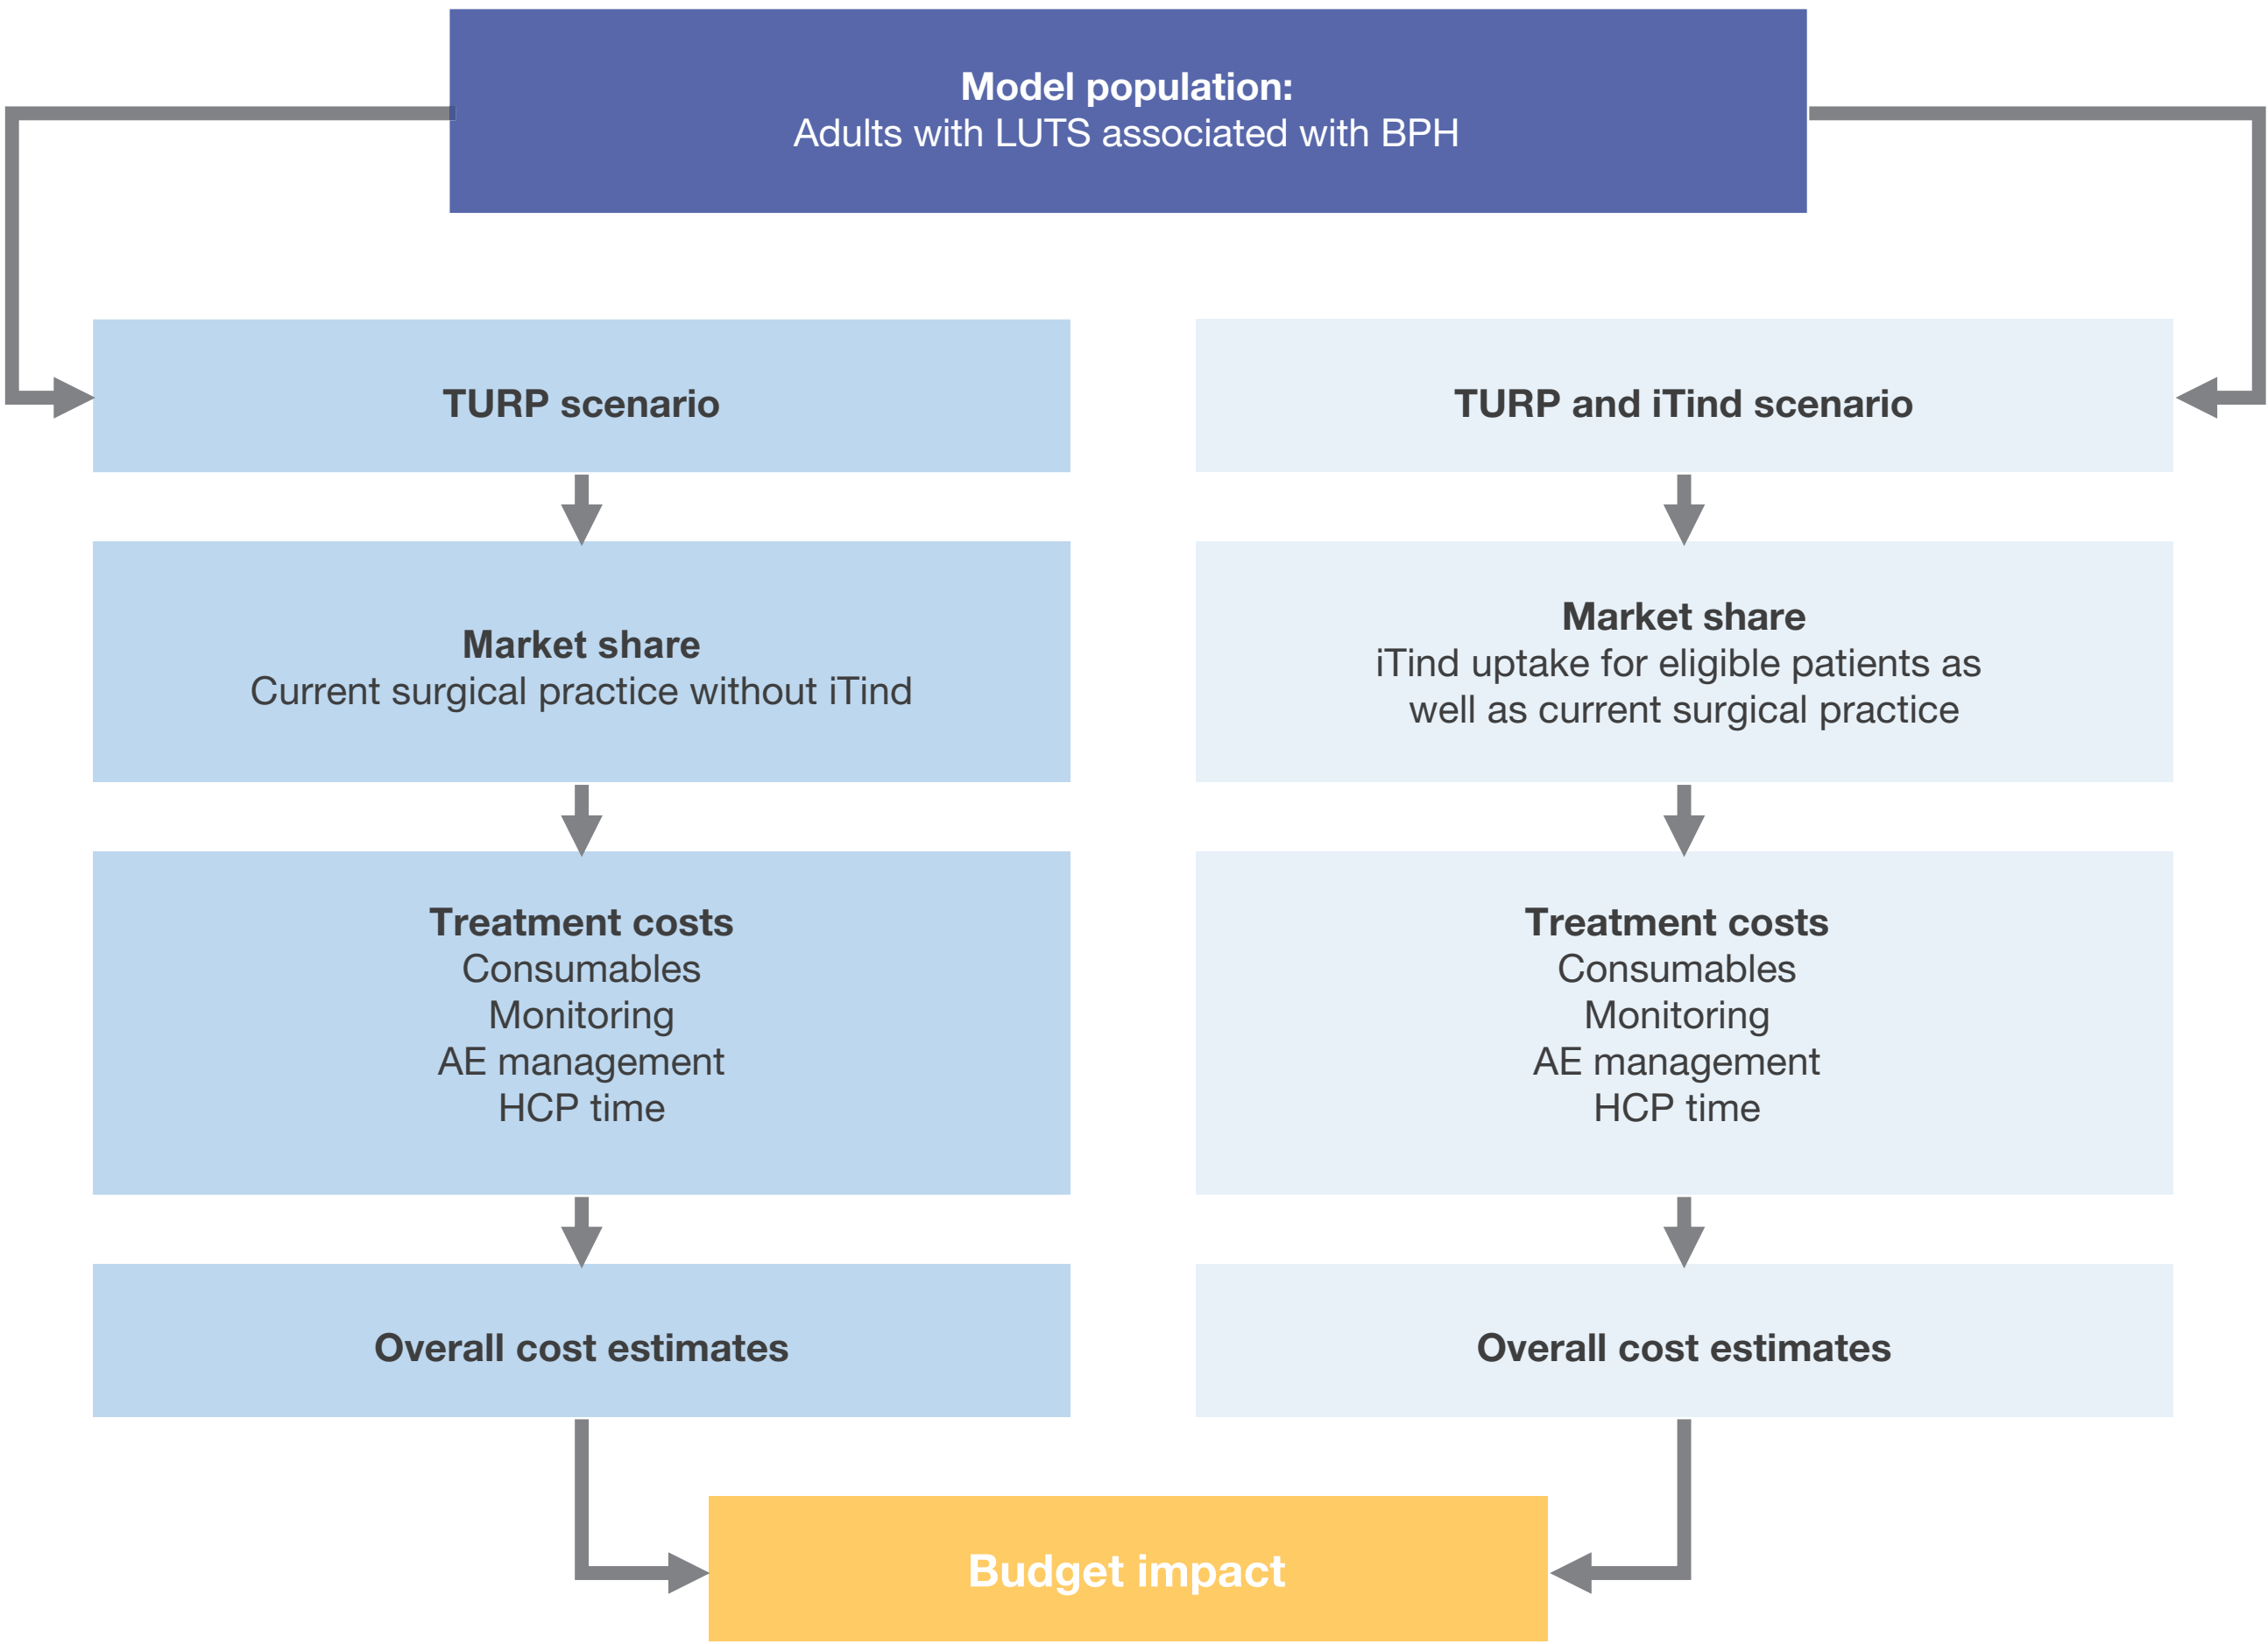 Model population:
Adults with LUTS associated with BPH
TURP scenario
TURP and iTind scenario
Market share
Current surgical practice without iTind
Market share
iTind uptake for eligible patients as
well as current surgical practice
Treatment costs
Consumables
Monitoring
AE management
HCP time
Treatment costs
Consumables
Monitoring
AE management
HCP time
Overall cost estimates
Overall cost estimates
Budget impact